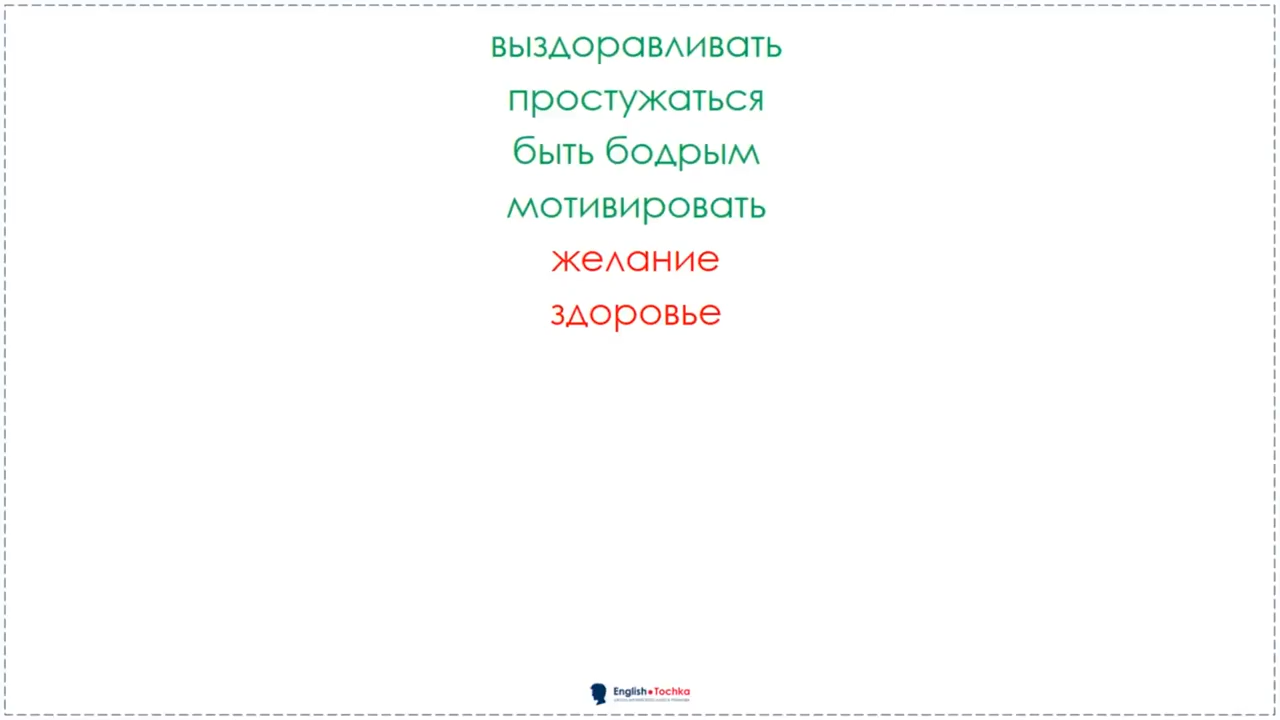 выздоравливать
простужаться
быть бодрым
мотивировать
желание
здоровье
English Tochka